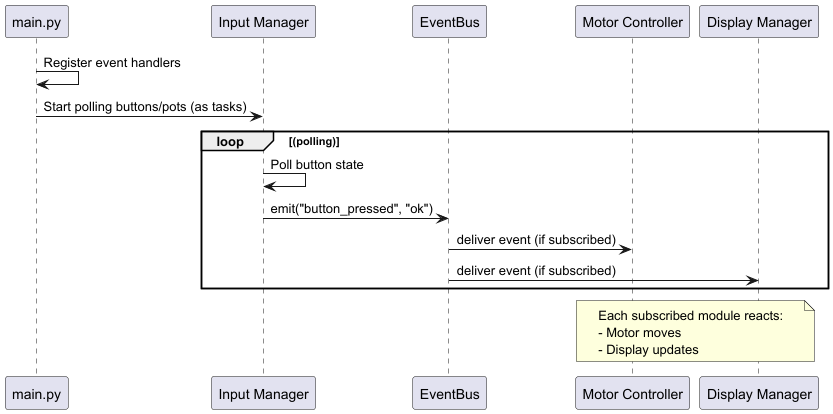 main.py Input Manager EventBus Motor Controller Display Manager
Register event handlers
Start polling buttons/pots (as tasks)
loop [(polling)]
Poll button state
emit("button_pressed", "ok")
deliver event (if subscribed)
deliver event (if subscribed)
Each subscribed module reacts:
- Motor moves
- Display updates
main.py Input Manager EventBus Motor Controller Display Manager